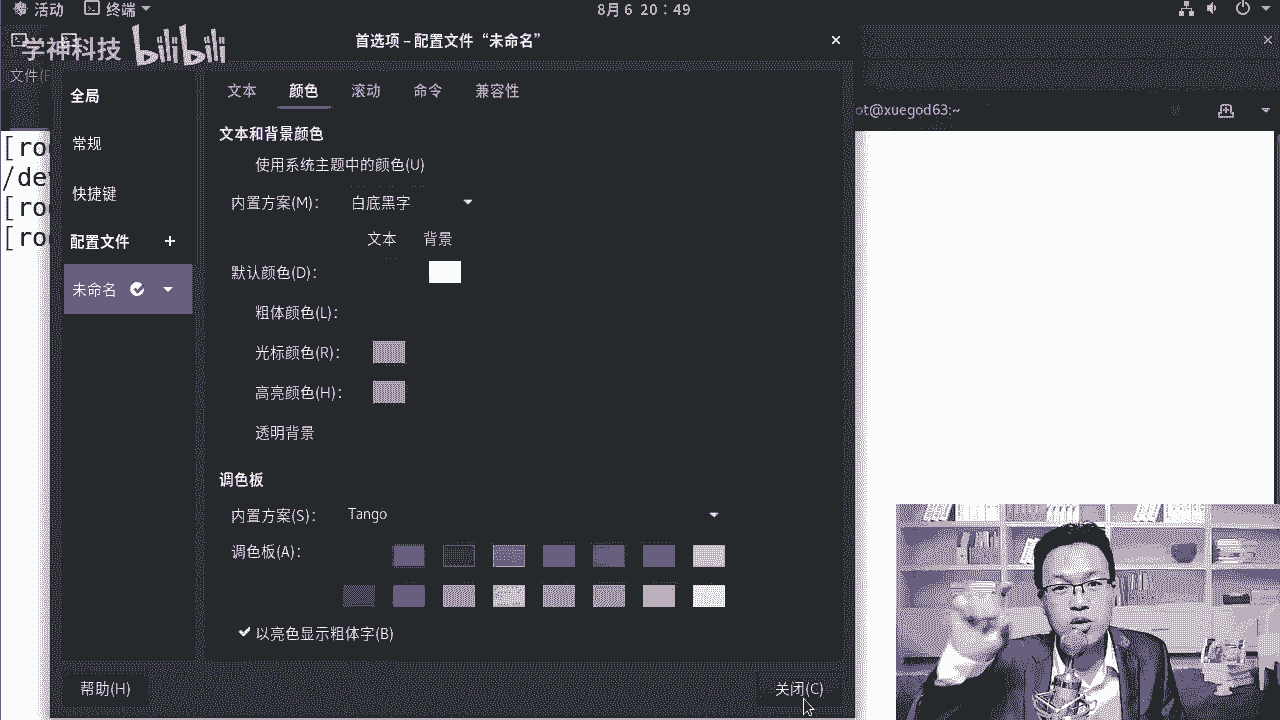 活动 终端 8月 6 20：49
学神科技 bilibili
首选项－配置文件“未命名”
文件(F
全局
文本 颜色 滚动 命令 兼容性
ot@xuegod63:~
文本和背景颜色
常规
[ro
使用系统主题中的颜色(U)
/de
快捷键
内置方案(M)： 白底黑字
[ro
文本 背景
配置文件 +
[ro
默认颜色(D)：
未命名
粗体颜色(L)：
光标颜色(R)：
高亮颜色(H)：
透明背景
调色板
内置方案(S)： Tango
调色板(A)：
以亮色显示粗体字(B)
帮助(H) 关闭(C)